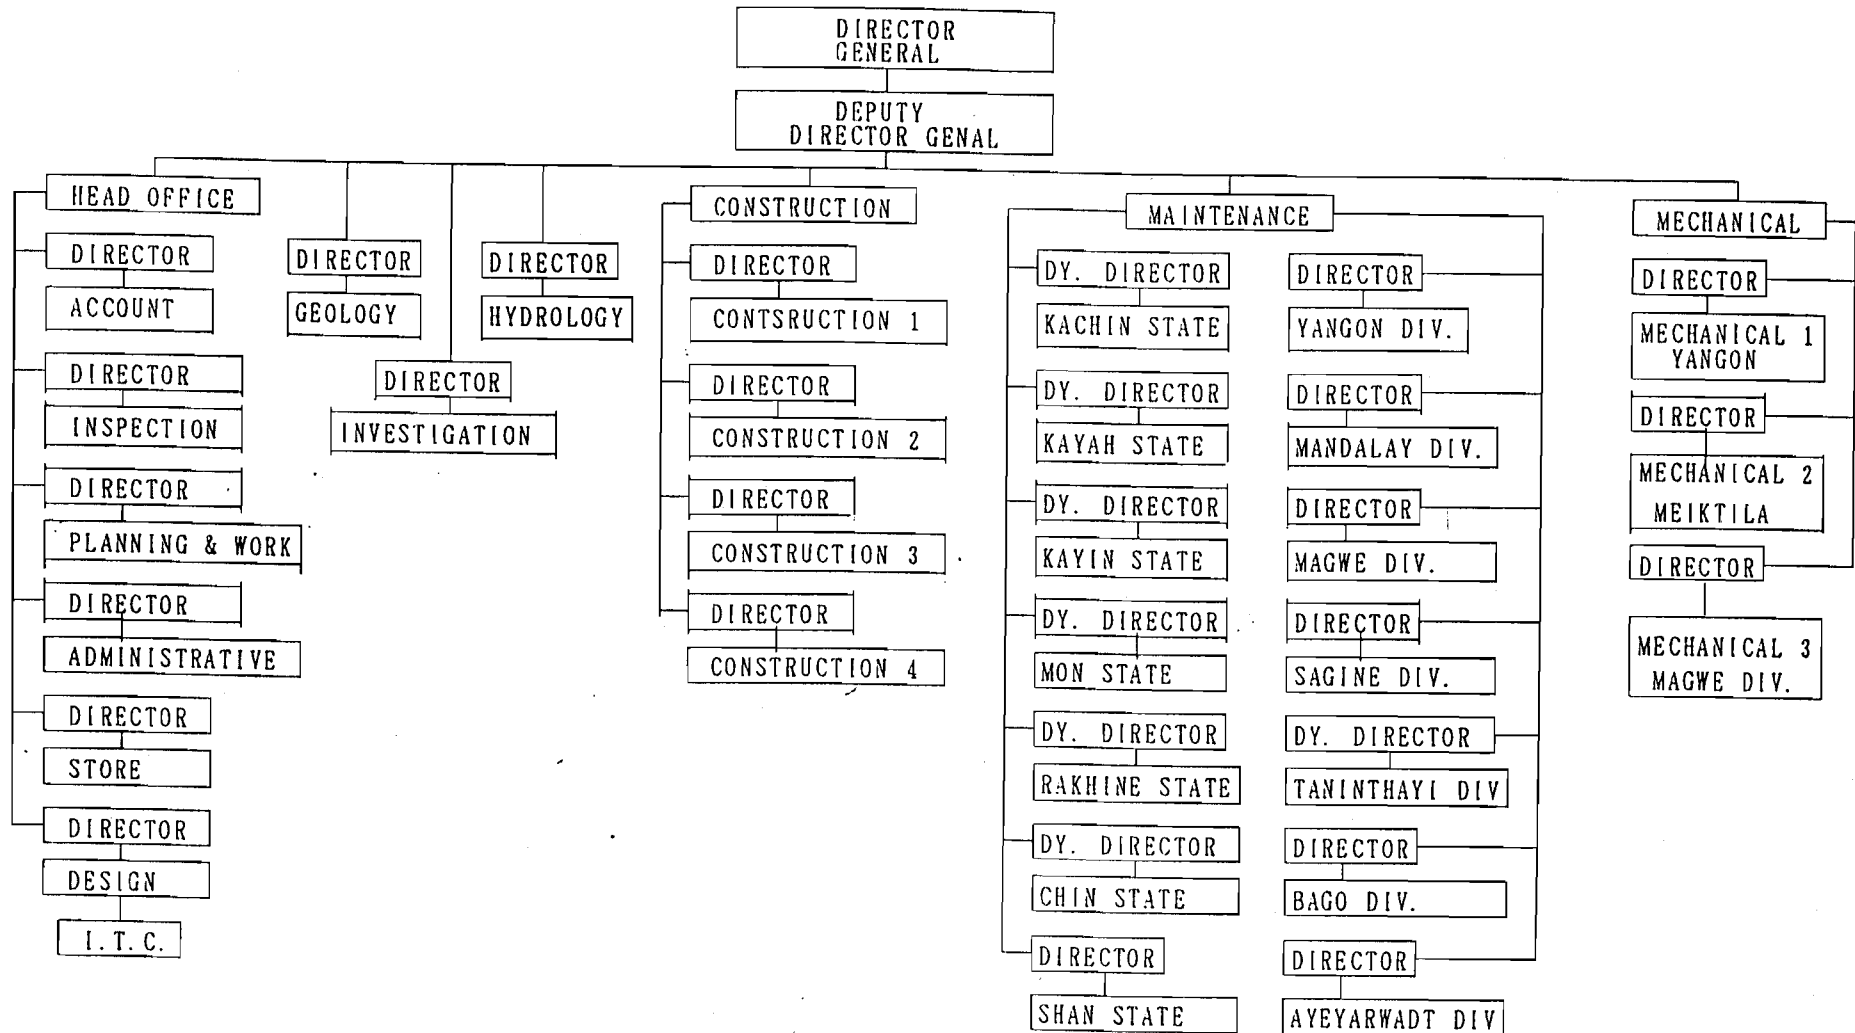 DIRECTOR
GENERAL
DEPUTY
DIRECTOR GENAL
HEAD OFFICE
DIRECTOR
ACCOUNT
DIRECTOR
INSPECTION
DIRECTOR
PLANNING & WORK
DIRECTOR
ADMINISTRATIVE
DIRECTOR
STORE
DIRECTOR
DESIGN
I.T.C.
DIRECTOR
GEOLOGY
DIRECTOR
INVESTIGATION
DIRECTOR
HYDROLOGY
CONSTRUCTION
DIRECTOR
CONTSRUCTION 1
DIRECTOR
CONSTRUCTION 2
DIRECTOR
CONSTRUCTION 3
DIRECTOR
CONSTRUCTION 4
MAINTENANCE
DY. DIRECTOR
KACHIN STATE
DY. DIRECTOR
KAYAH STATE
DY. DIRECTOR
KAYIN STATE
DY. DIRECTOR
MON STATE
DY. DIRECTOR
RAKHINE STATE
DY. DIRECTOR
CHIN STATE
DIRECTOR
SHAN STATE
DIRECTOR
YANGON DIV.
DIRECTOR
MANDALAY DIV.
DIRECTOR
MAGWE DIV.
DIRECTOR
SAGINE DIV.
DY. DIRECTOR
TANINTHAYI DIV
DIRECTOR
BAGO DIV.
DIRECTOR
AYEYARWADT DIV
MECHANICAL
DIRECTOR
MECHANICAL 1
YANGON
DIRECTOR
MECHANICAL 2
MEIKTILA
DIRECTOR
MECHANICAL 3
MAGWE DIV.